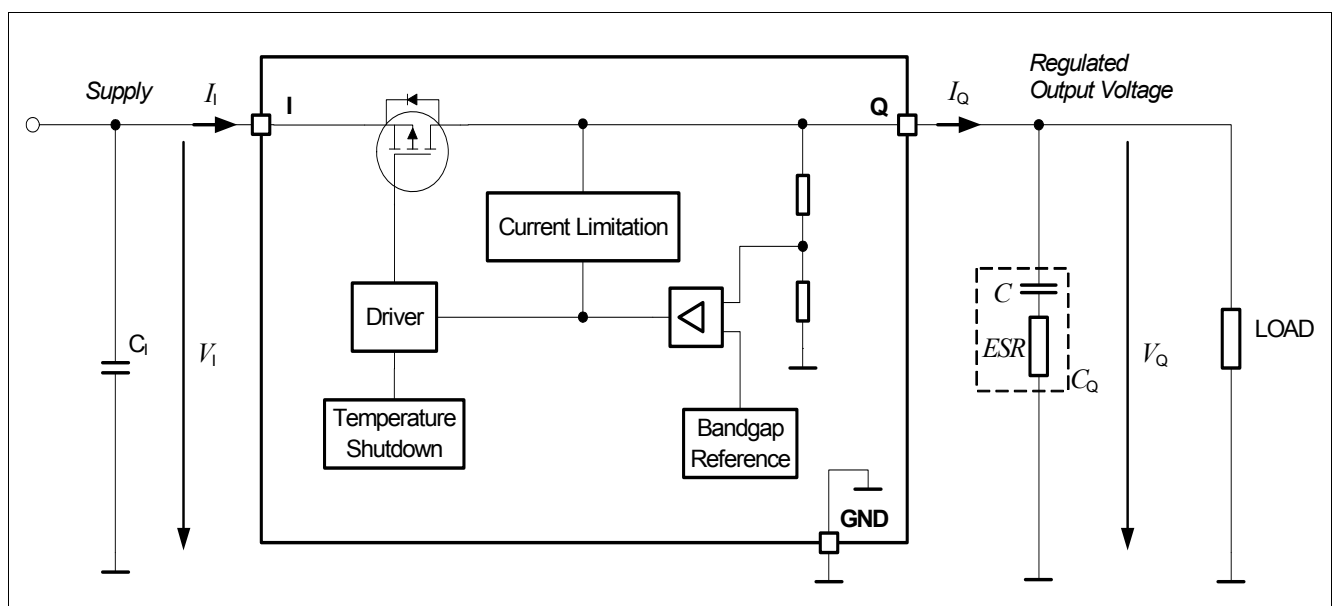 Supply
I_I
I
Q
I_Q
Regulated
Output Voltage
Current Limitation
Driver
Temperature
Shutdown
Bandgap
Reference
GND
C_I
V_I
C
ESR
C_Q
V_Q
LOAD